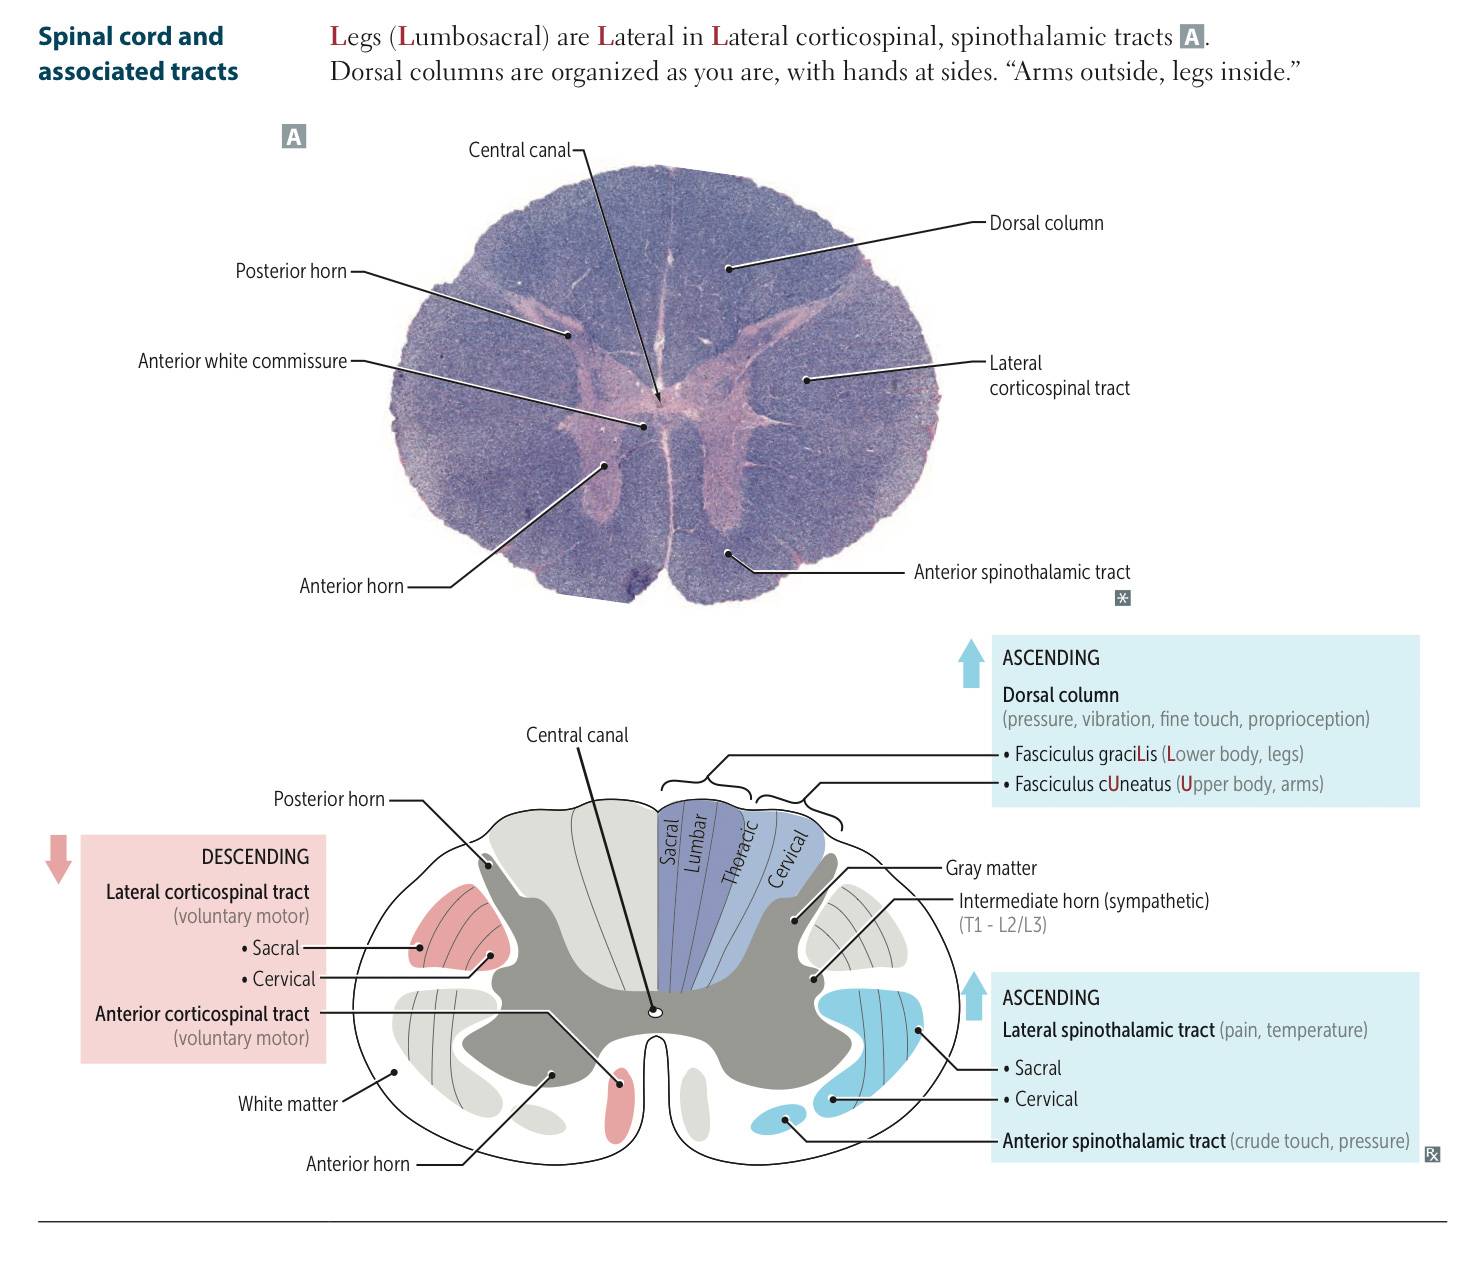 Spinal cord and
associated tracts
Legs (Lumbosacral) are Lateral in Lateral corticospinal, spinothalamic tracts A.
Dorsal columns are organized as you are, with hands at sides. “Arms outside, legs inside.”
A
Central canal
Dorsal column
Posterior horn
Anterior white commissure
Lateral
corticospinal tract
Anterior horn
Anterior spinothalamic tract
ASCENDING
Dorsal column
(pressure, vibration, fine touch, proprioception)
• Fasciculus graciLis (Lower body, legs)
• Fasciculus cUneatus (Upper body, arms)
Central canal
Posterior horn
Sacral
Lumbar
Thoracic
Cervical
DESCENDING
Lateral corticospinal tract
(voluntary motor)
• Sacral
• Cervical
Anterior corticospinal tract
(voluntary motor)
Gray matter
Intermediate horn (sympathetic)
(T1 - L2/L3)
ASCENDING
Lateral spinothalamic tract (pain, temperature)
• Sacral
• Cervical
Anterior spinothalamic tract (crude touch, pressure)
White matter
Anterior horn
Rx